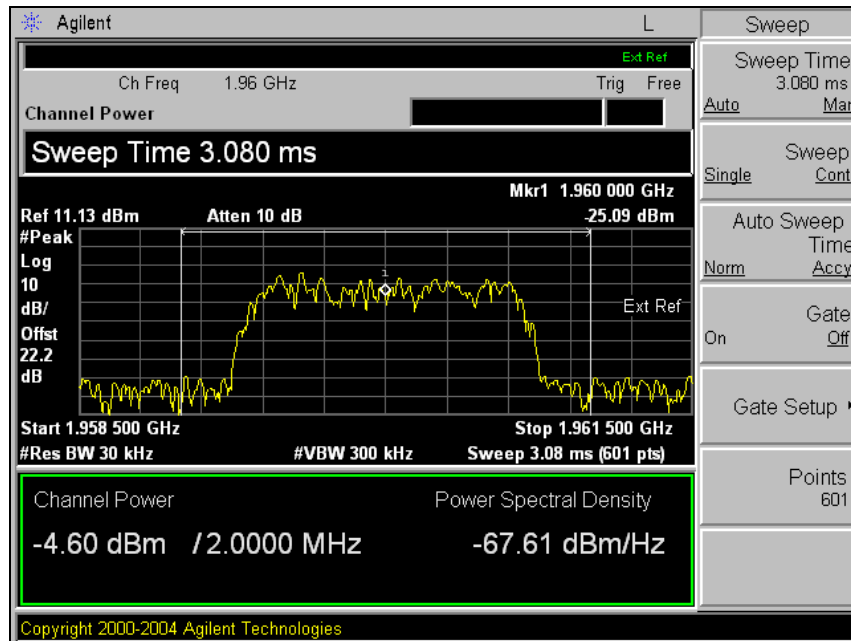 Agilent L
Ext Ref
Ch Freq 1.96 GHz Trig Free
Channel Power
Sweep Time 3.080 ms
Mkr1 1.960 000 GHz
Ref 11.13 dBm Atten 10 dB -25.09 dBm
#Peak
Log
10
dB/
Offst
22.2
dB
1
Ext Ref
Start 1.958 500 GHz Stop 1.961 500 GHz
#Res BW 30 kHz #VBW 300 kHz Sweep 3.08 ms (601 pts)
Channel Power Power Spectral Density
-4.60 dBm / 2.0000 MHz -67.61 dBm/Hz
Copyright 2000-2004 Agilent Technologies
Sweep
Sweep Time
3.080 ms
Auto Man
Sweep
Single Cont
Auto Sweep
Time
Norm Accy
Gate
On Off
Gate Setup
Points
601